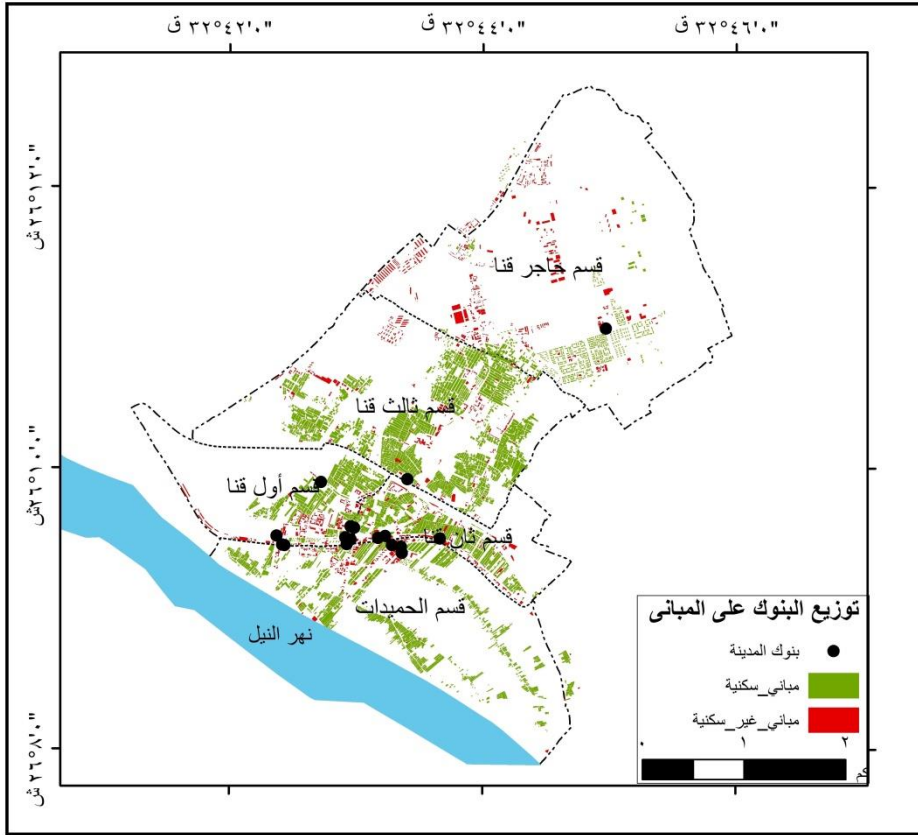 ٣٢°٤٢'٠" ق
٣٢°٤٤'٠" ق
٣٢°٤٦'٠" ق
٢٦°١٢'٠" ش
٢٦°١٠'٠" ش
٢٦°٨'٠" ش
قسم حاجر قنا
قسم ثالث قنا
قسم أول قنا
قسم ثان قنا
قسم الحميدات
نهر النيل
توزيع البنوك على المبانى
بنوك المدينة
مباني_سكنية
مباني_غير_سكنية
٠ ١ ٢
كم